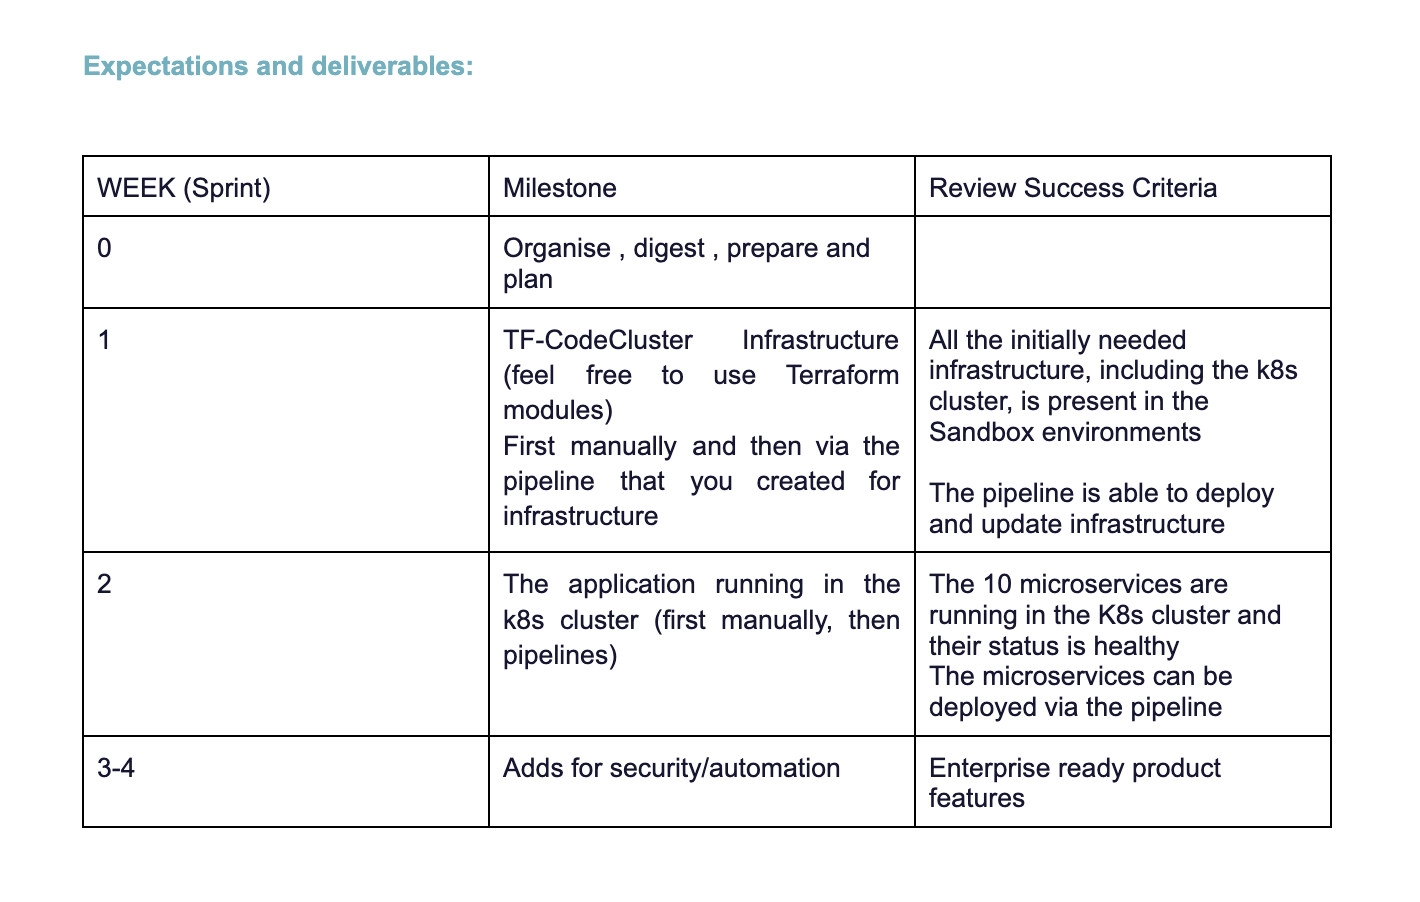 Expectations and deliverables:
WEEK (Sprint)
Milestone
Review Success Criteria
0
Organise , digest , prepare and
plan
1
TF-CodeCluster Infrastructure
(feel free to use Terraform
modules)
First manually and then via the
pipeline that you created for
infrastructure
All the initially needed
infrastructure, including the k8s
cluster, is present in the
Sandbox environments
The pipeline is able to deploy
and update infrastructure
2
The application running in the
k8s cluster (first manually, then
pipelines)
The 10 microservices are
running in the K8s cluster and
their status is healthy
The microservices can be
deployed via the pipeline
3-4
Adds for security/automation
Enterprise ready product
features